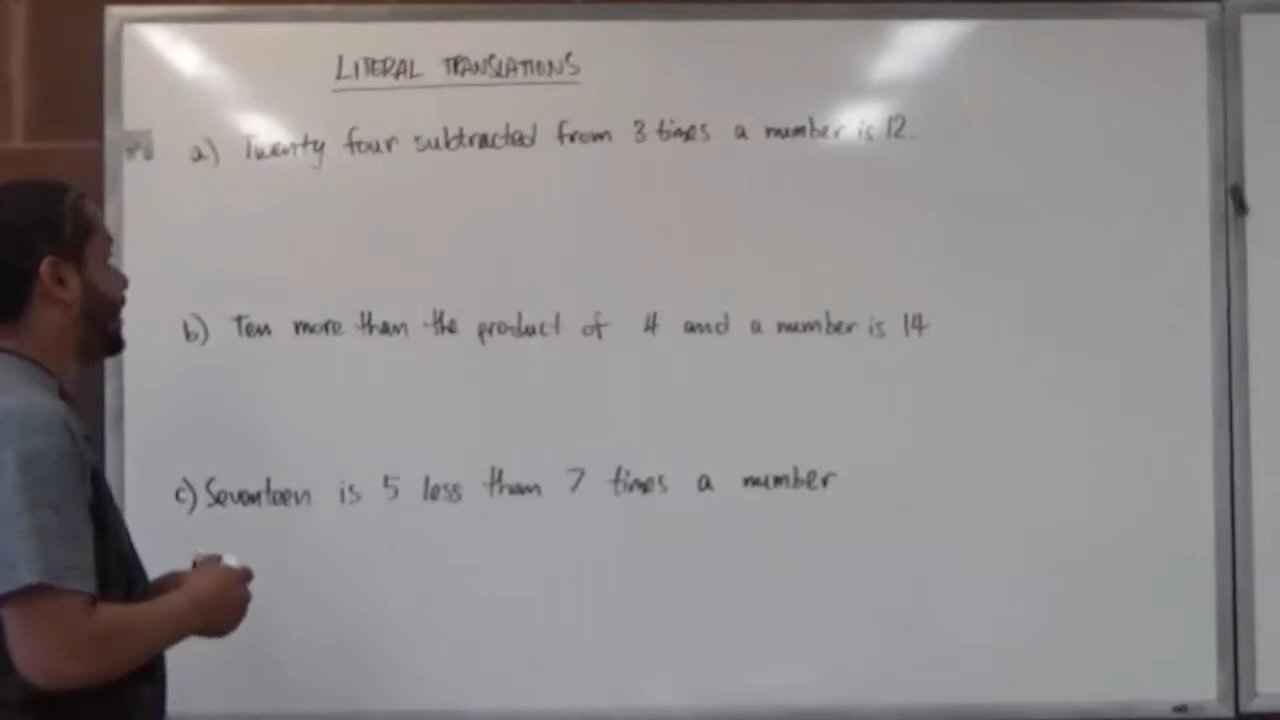 LITERAL TRANSLATIONS
a) Twenty four subtracted from 3 times a number is 12.
b) Ten more than the product of 4 and a number is 14
c) Seventeen is 5 less than 7 times a number